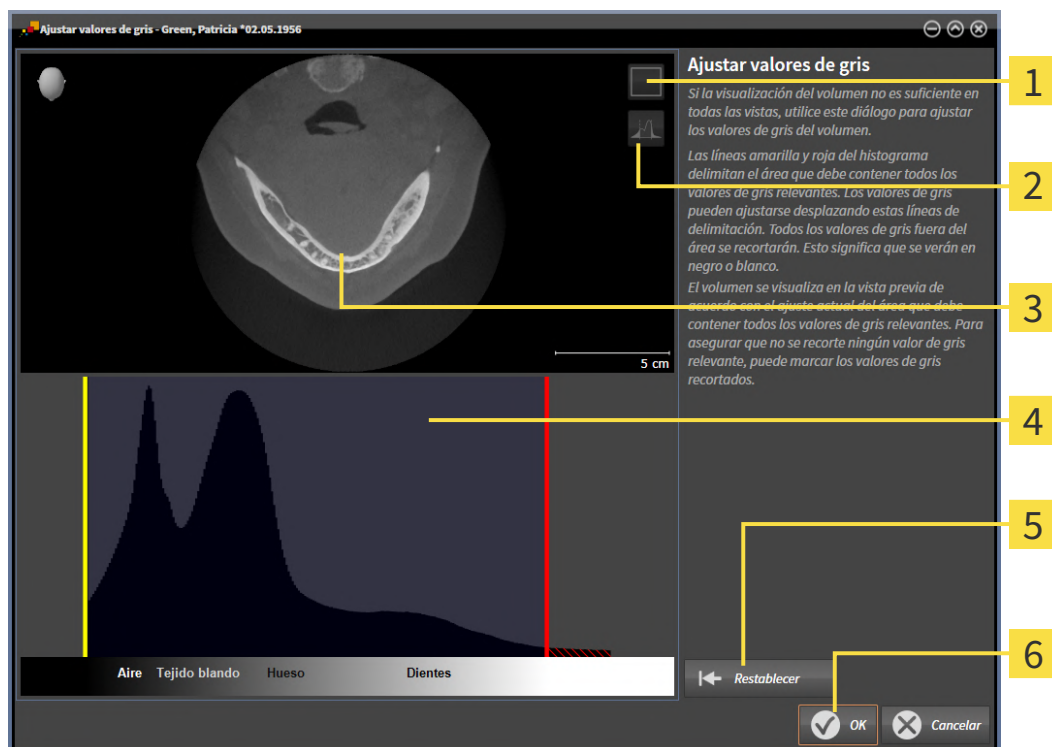 Ajustar valores de gris - Green, Patricia *02.05.1956
5 cm
Aire Tejido blando Hueso Dientes
Ajustar valores de gris
Si la visualización del volumen no es suficiente en
todas las vistas, utilice este diálogo para ajustar
los valores de gris del volumen.
Las líneas amarilla y roja del histograma
delimitan el área que debe contener todos los
valores de gris relevantes. Los valores de gris
pueden ajustarse desplazando estas líneas de
delimitación. Todos los valores de gris fuera del
área se recortarán. Esto significa que se verán en
negro o blanco.
El volumen se visualiza en la vista previa de
acuerdo con el ajuste actual del área que debe
contener todos los valores de gris relevantes. Para
asegurar que no se recorte ningún valor de gris
relevante, puede marcar los valores de gris
recortados.
Restablecer
OK
Cancelar
1
2
3
4
5
6